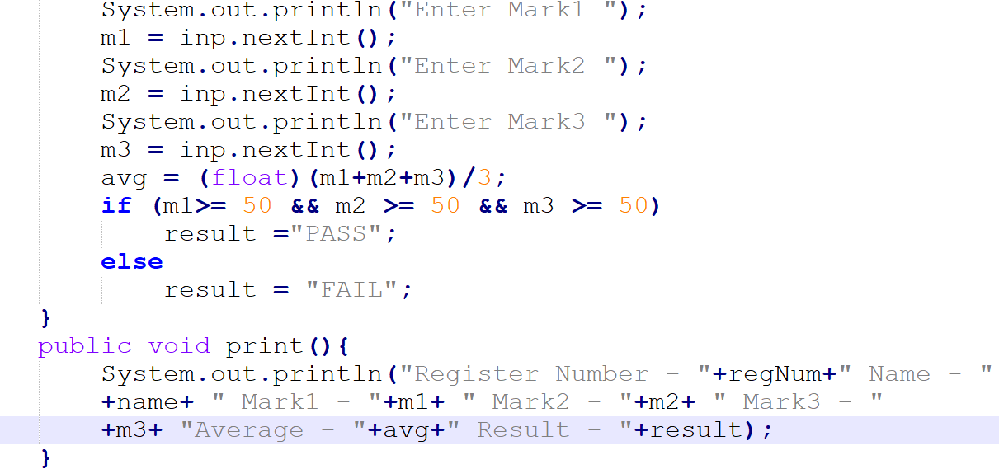 System.out.println("Enter Mark1 ");
m1 = inp.nextInt();
System.out.println("Enter Mark2 ");
m2 = inp.nextInt();
System.out.println("Enter Mark3 ");
m3 = inp.nextInt();
avg = (float)(m1+m2+m3)/3;
if (m1>= 50 && m2 >= 50 && m3 >= 50)
result ="PASS";
else
result = "FAIL";
}
public void print(){
System.out.println("Register Number - "+regNum+" Name - "
+name+ " Mark1 - "+m1+ " Mark2 - "+m2+ " Mark3 - "
+m3+ "Average - "+avg+" Result - "+result);
}